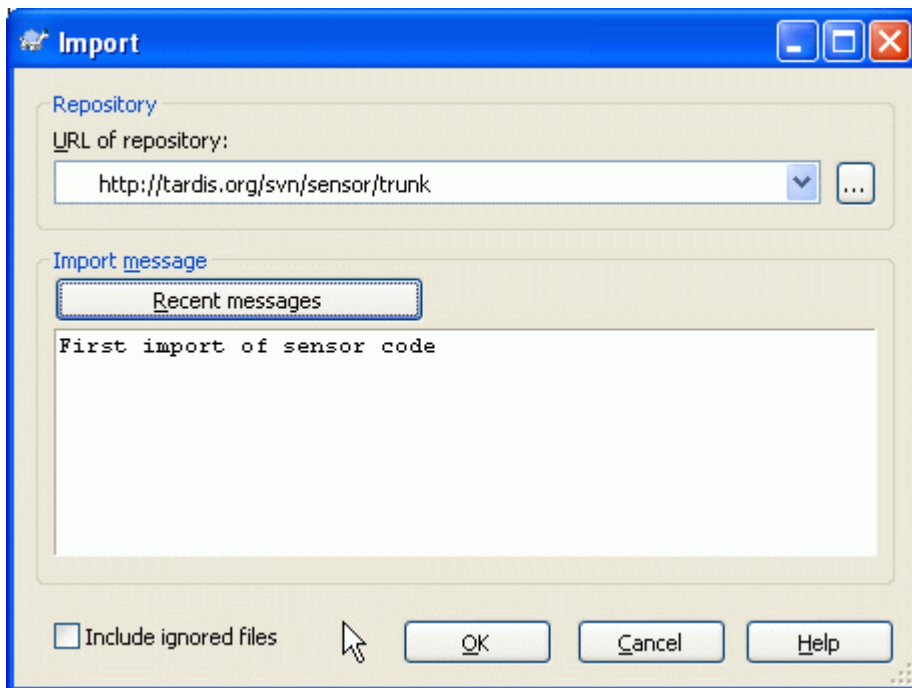 Import
Repository
URL of repository:
http://tardis.org/svn/sensor/trunk
...
Import message
Recent messages
First import of sensor code
Include ignored files
OK
Cancel
Help